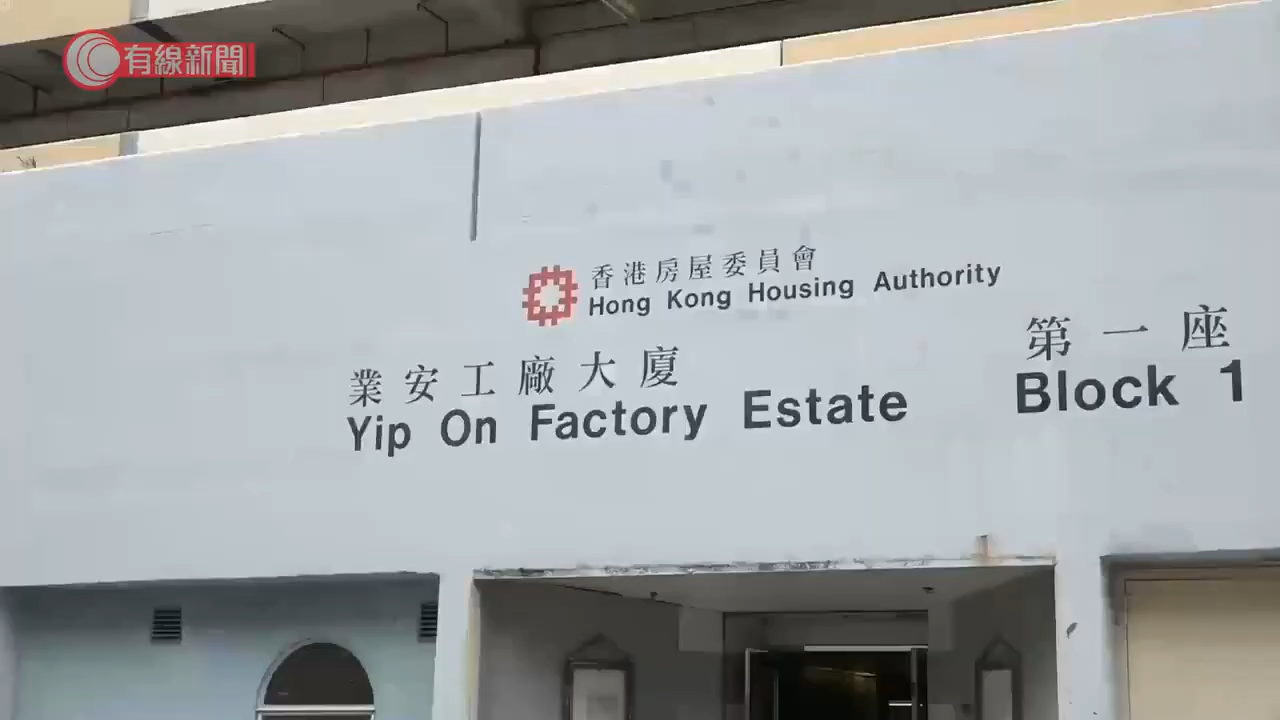 有線新聞
香港房屋委員會
Hong Kong Housing Authority
業安工廠大廈
Yip On Factory Estate
第一座
Block 1